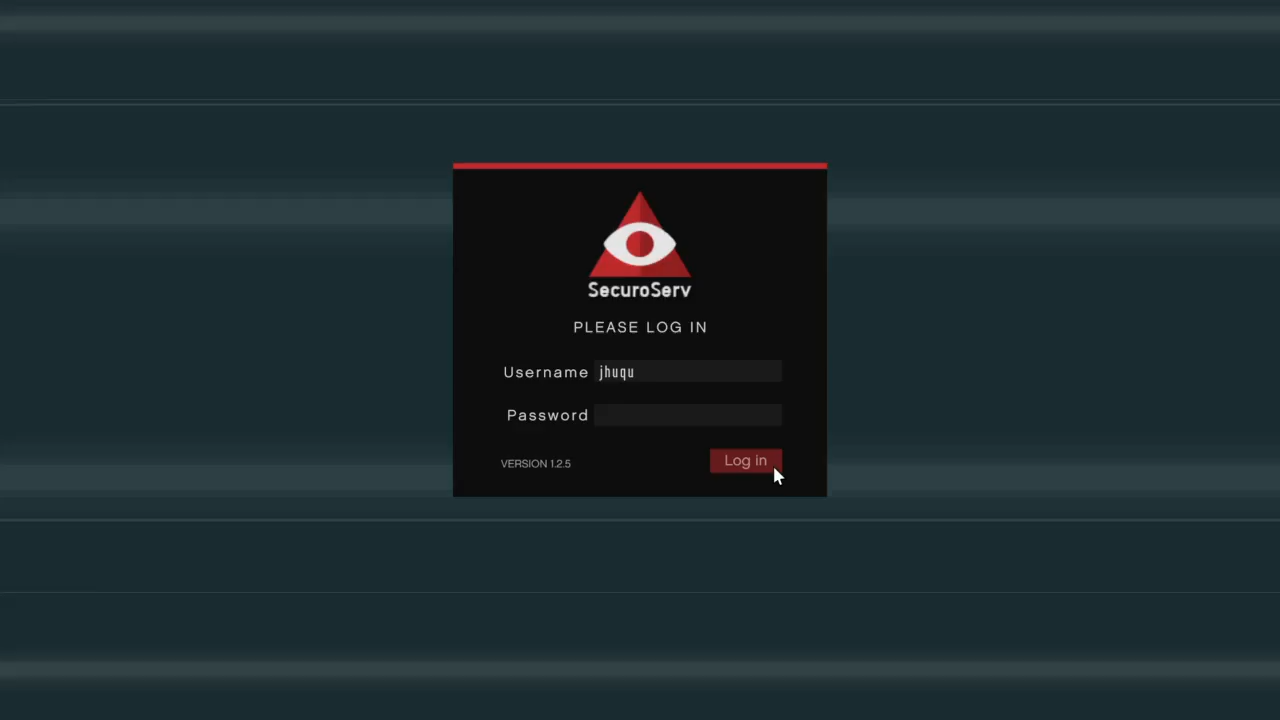 SecuroServ
PLEASE LOG IN
Username jhuqu
Password
VERSION 1.2.5 Log in